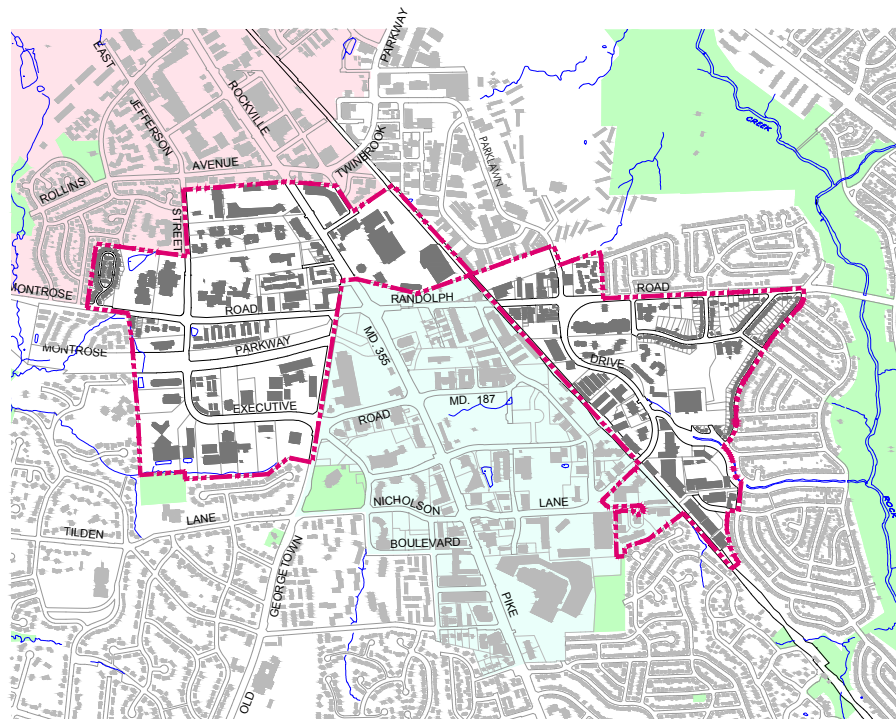 PARKWAY
EAST
JEFFERSON
ROCKVILLE
CREEK
TWINBROOK
PARKLAWN
AVENUE
ROLLINS
STREET
MONTROSE
ROAD
RANDOLPH
ROAD
MONTROSE
PARKWAY
MD. 355
DRIVE
EXECUTIVE
ROAD
MD. 187
NICHOLSON
LANE
LANE
TILDEN
BOULEVARD
ROCK
GEORGETOWN
PIKE
OLD